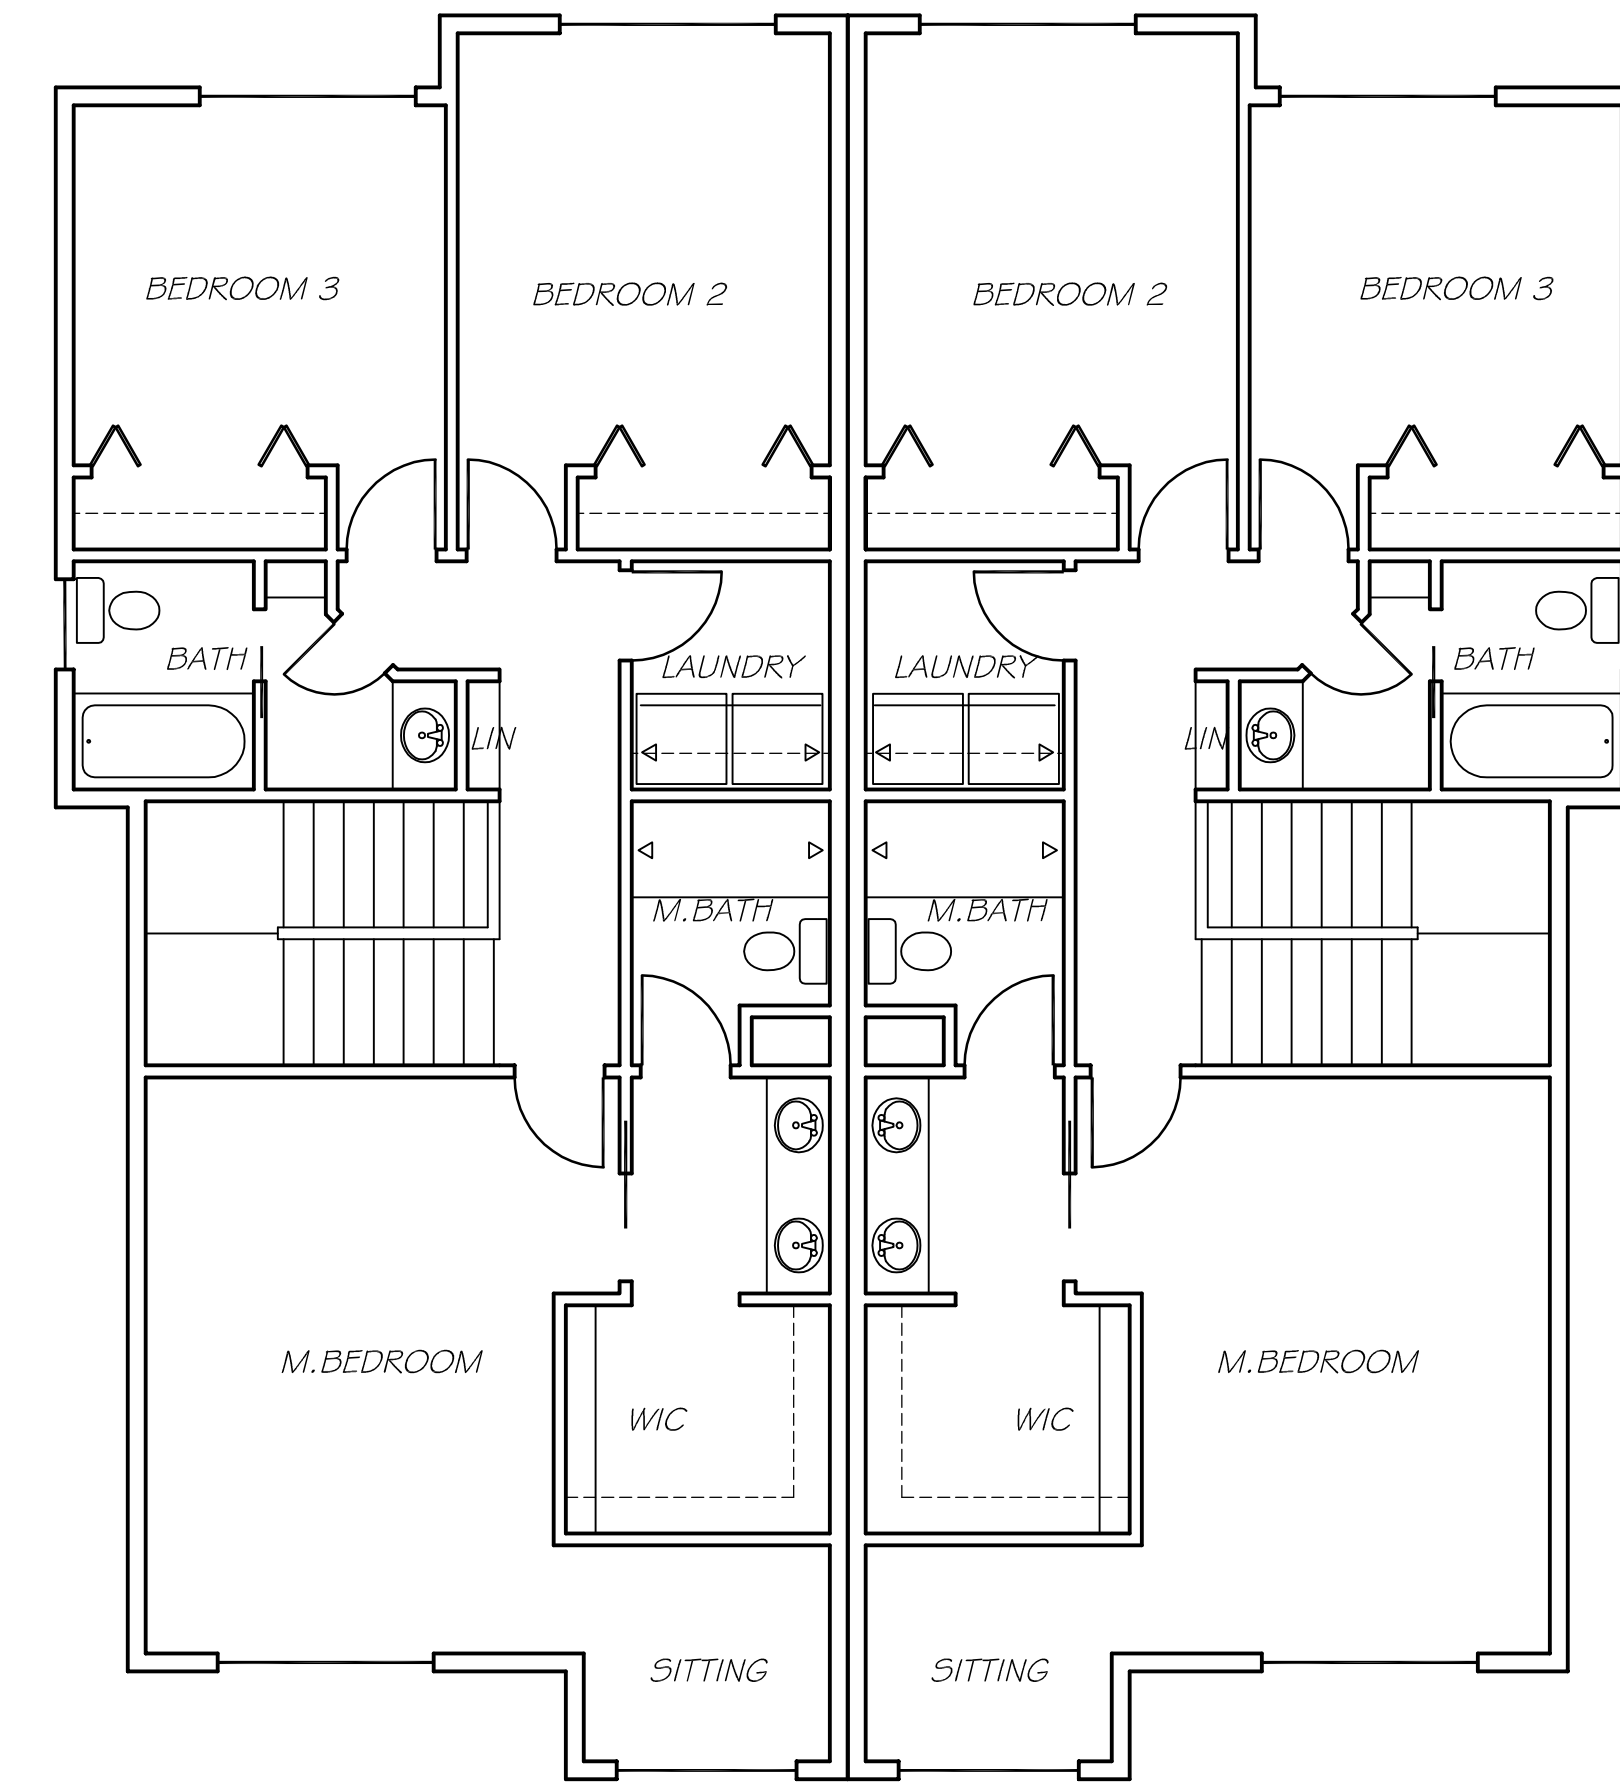 BEDROOM 3
BEDROOM 2
BEDROOM 2
BEDROOM 3
BATH
LAUNDRY
LAUNDRY
BATH
LIN
LIN
M.BATH
M.BATH
M.BEDROOM
M.BEDROOM
WIC
WIC
SITTING
SITTING